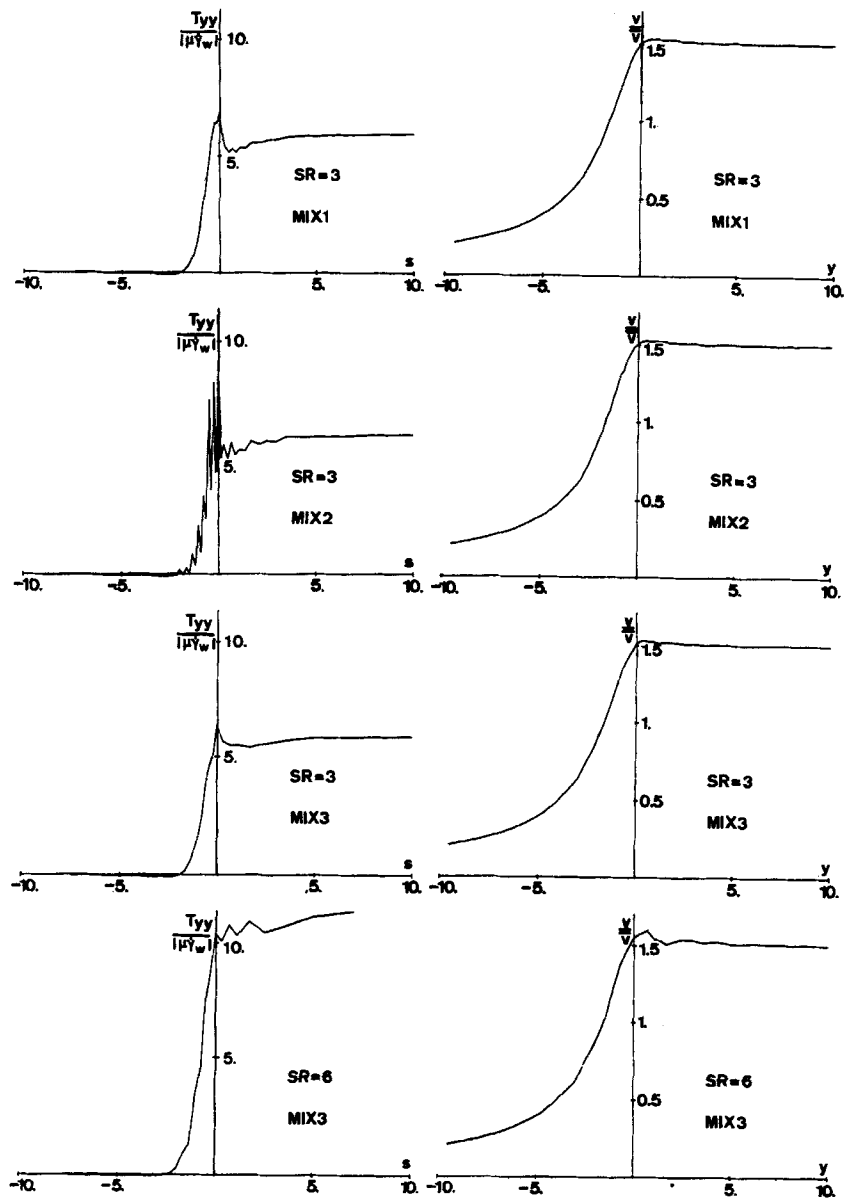 Tyy
|μγ̇w|
10.
5.
SR=3
MIX1
s
-10.
-5.
5.
10.
v
V
1.5
1.
0.5
SR=3
MIX1
y
-10.
-5.
5.
10.
Tyy
|μγ̇w|
10.
5.
SR=3
MIX2
s
-10.
-5.
5.
10.
v
V
1.5
1.
0.5
SR=3
MIX2
y
-10.
-5.
5.
10.
Tyy
|μγ̇w|
10.
5.
SR=3
MIX3
s
-10.
-5.
.5.
10.
v
V
1.5
1.
0.5
SR=3
MIX3
y
-10.
-5.
5.
10.
Tyy
|μγ̇w|
10.
5.
SR=6
MIX3
s
-10.
-5.
5.
10.
v
V
1.5
1.
0.5
SR=6
MIX3
y
-10.
-5.
5.
10.